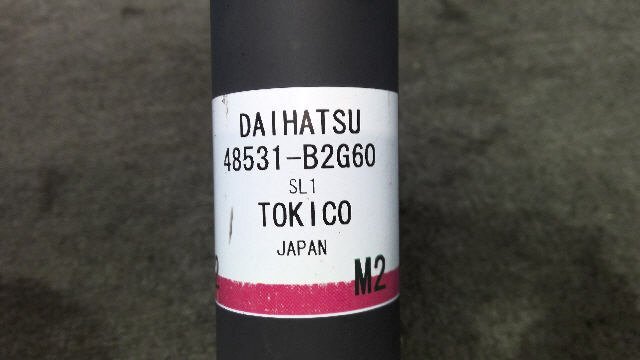 DAIHATSU
48531-B2G60
SL1
TOKICO
JAPAN
M2